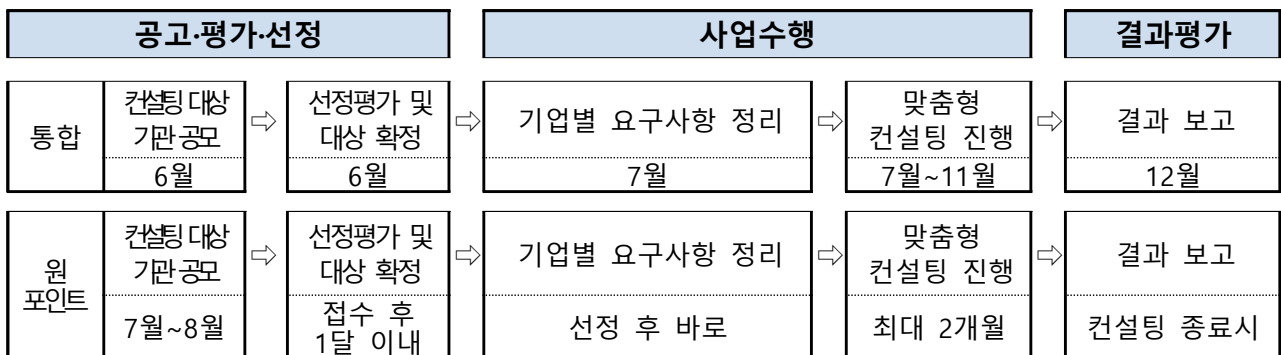 공고·평가·선정
사업수행
결과평가
통합
컨설팅 대상
기관 공모
6월
⇨
선정평가 및
대상 확정
6월
⇨
기업별 요구사항 정리
7월
⇨
맞춤형
컨설팅 진행
7월~11월
⇨
결과 보고
12월
원
포인트
컨설팅 대상
기관 공모
7월~8월
⇨
선정평가 및
대상 확정
접수 후
1달 이내
⇨
기업별 요구사항 정리
선정 후 바로
⇨
맞춤형
컨설팅 진행
최대 2개월
⇨
결과 보고
컨설팅 종료시